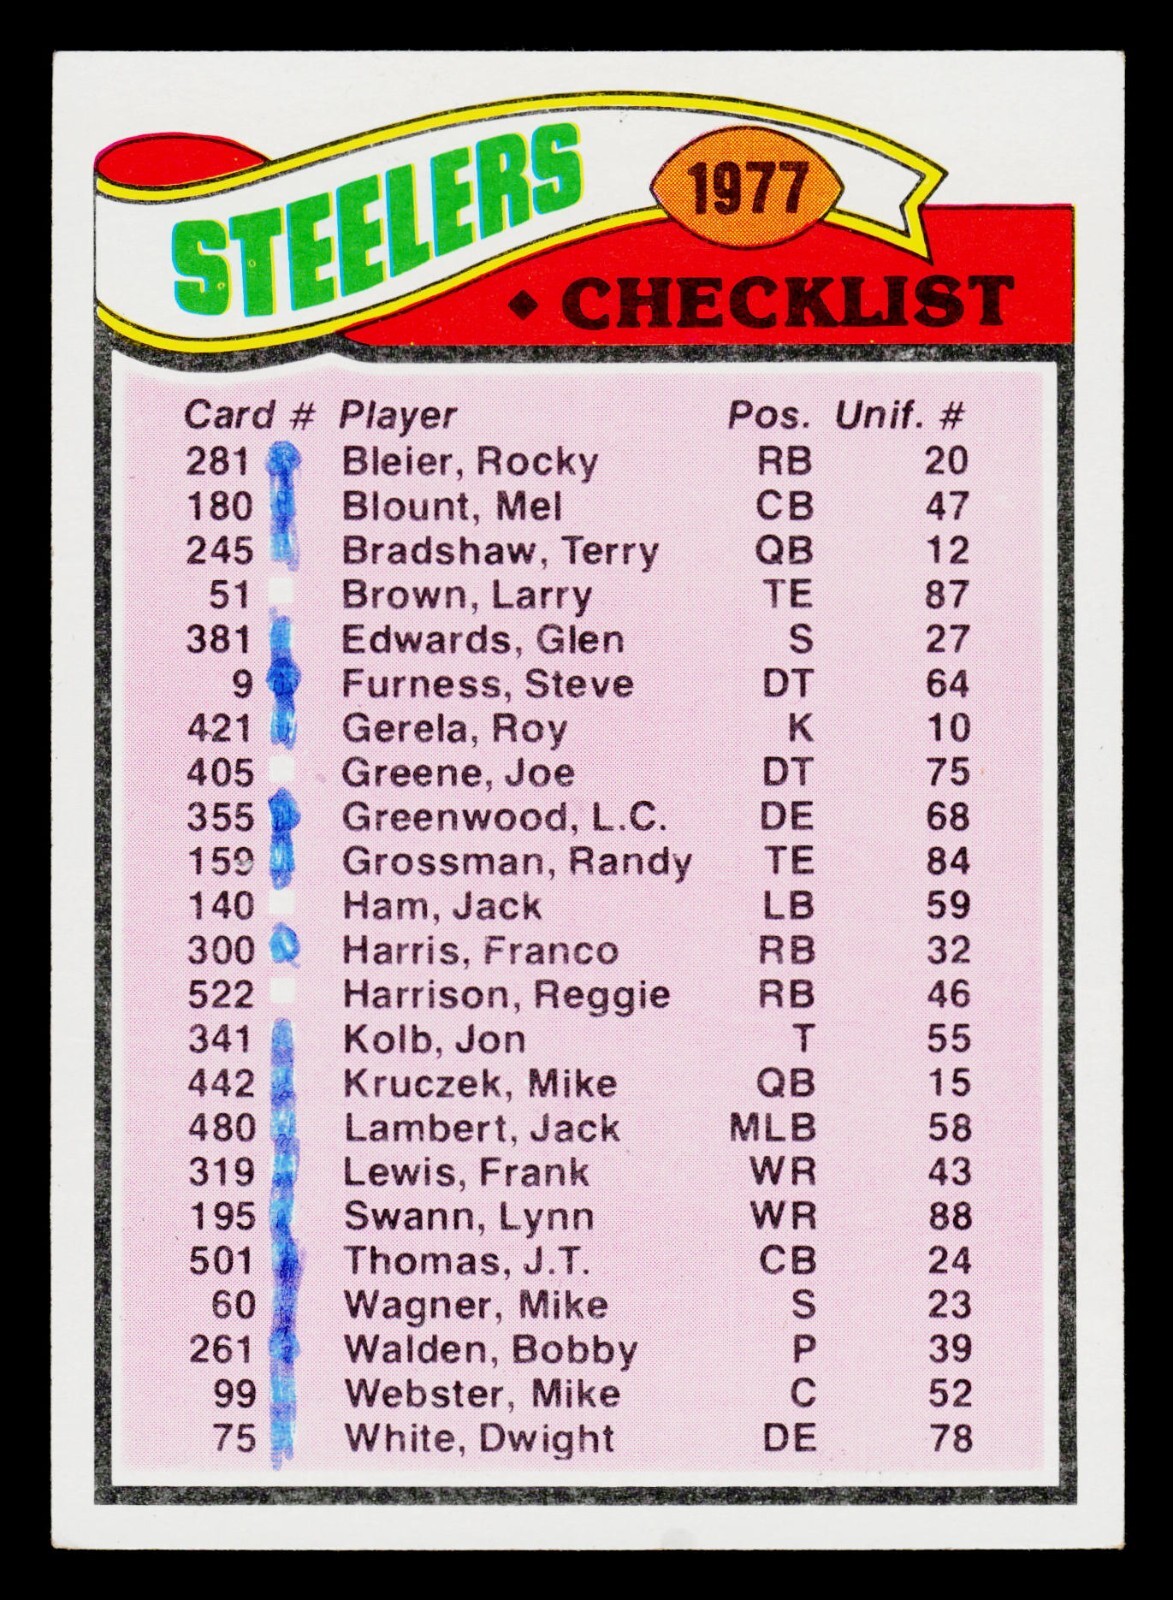 STEELERS
1977
◆ CHECKLIST
Card # Player Pos. Unif. #
281 Bleier, Rocky RB 20
180 Blount, Mel CB 47
245 Bradshaw, Terry QB 12
51 Brown, Larry TE 87
381 Edwards, Glen S 27
9 Furness, Steve DT 64
421 Gerela, Roy K 10
405 Greene, Joe DT 75
355 Greenwood, L.C. DE 68
159 Grossman, Randy TE 84
140 Ham, Jack LB 59
300 Harris, Franco RB 32
522 Harrison, Reggie RB 46
341 Kolb, Jon T 55
442 Kruczek, Mike QB 15
480 Lambert, Jack MLB 58
319 Lewis, Frank WR 43
195 Swann, Lynn WR 88
501 Thomas, J.T. CB 24
60 Wagner, Mike S 23
261 Walden, Bobby P 39
99 Webster, Mike C 52
75 White, Dwight DE 78